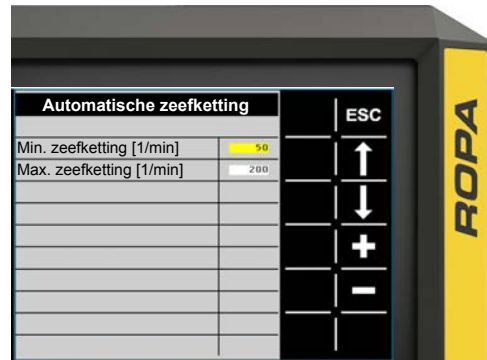 Automatische zeefketting
ESC
Min. zeefketting [1/min] 50
Max. zeefketting [1/min] 200
+
-
ROPA